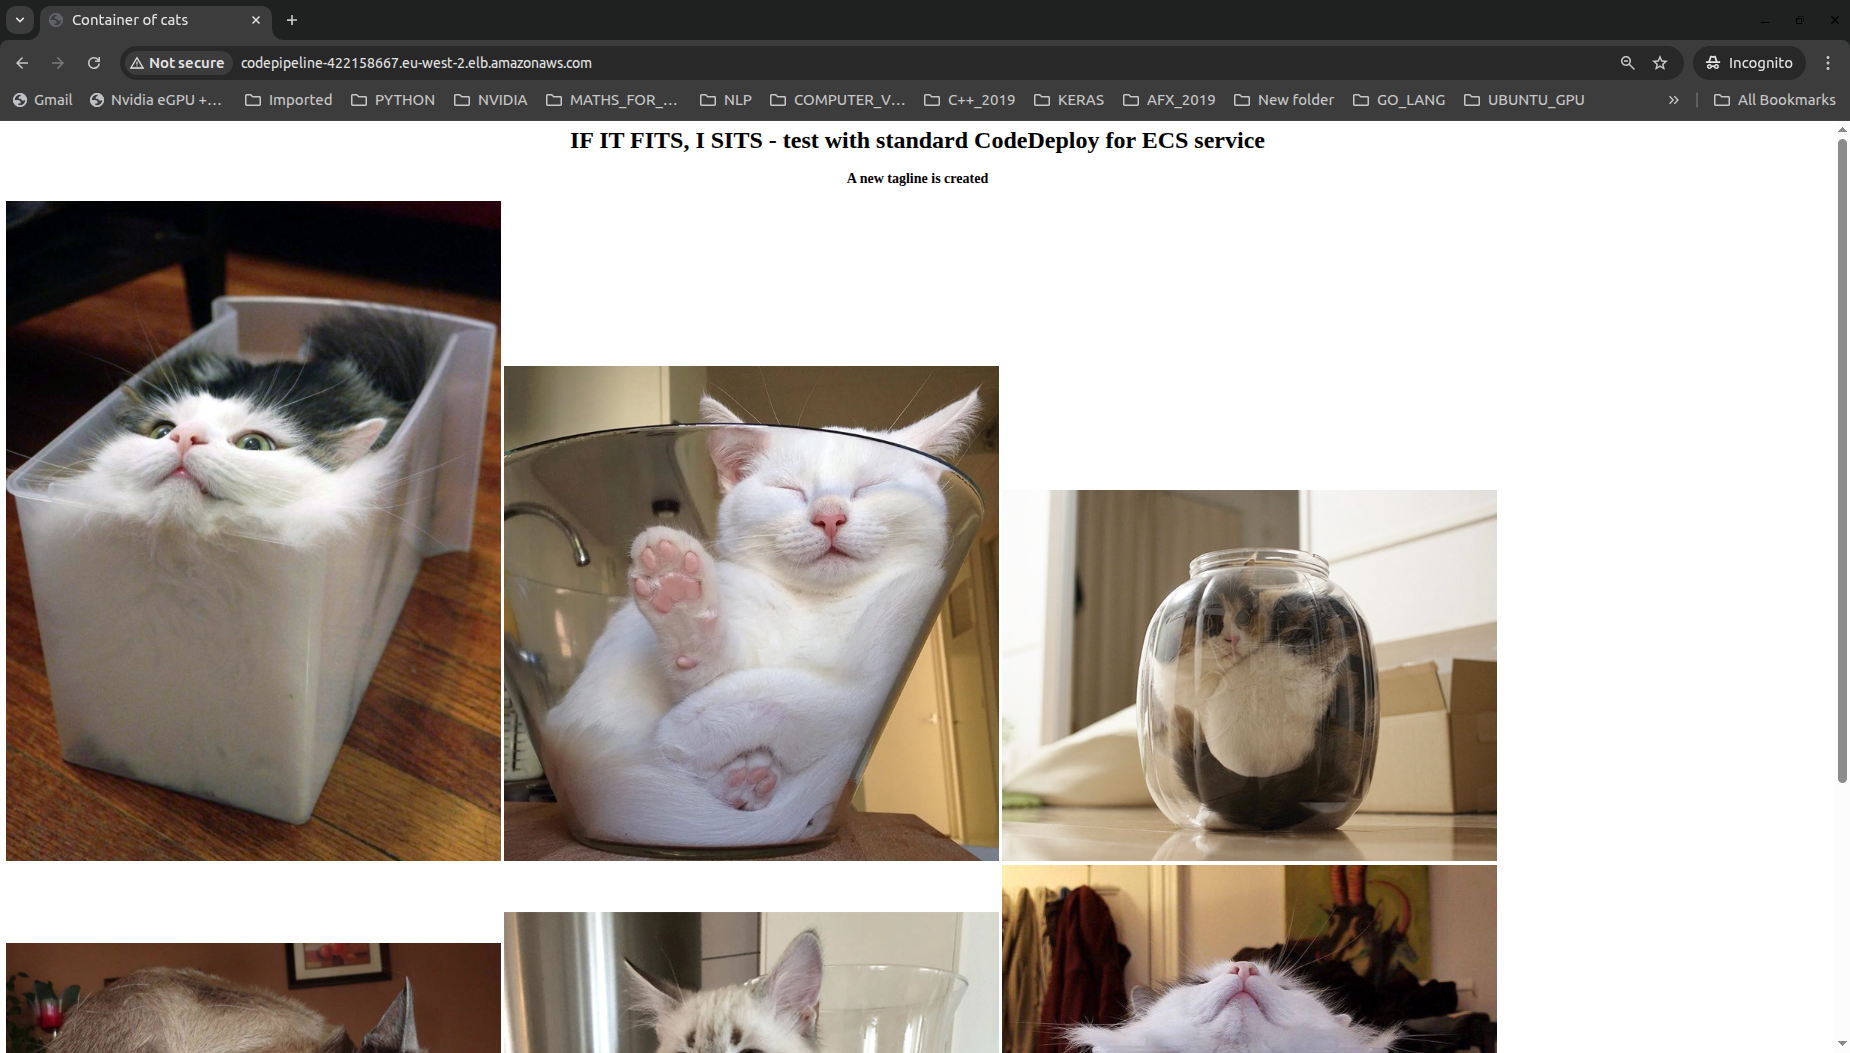 Container of cats
Not secure codepipeline-422158667.eu-west-2.elb.amazonaws.com Incognito
Gmail Nvidia eGPU +... Imported PYTHON NVIDIA MATHS_FOR_... NLP COMPUTER_V... C++_2019 KERAS AFX_2019 New folder GO_LANG UBUNTU_GPU » All Bookmarks
IF IT FITS, I SITS - test with standard CodeDeploy for ECS service
A new tagline is created